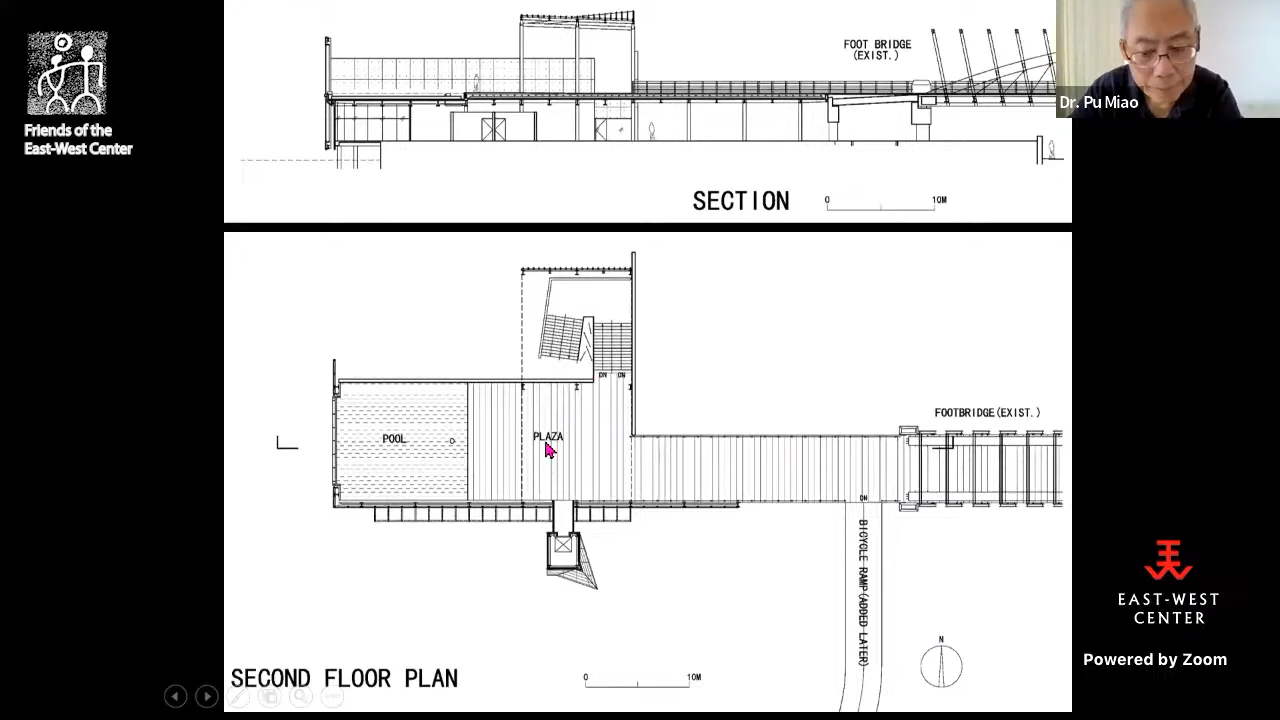 Friends of the
East-West Center
FOOT BRIDGE
(EXIST.)
Dr. Pu Miao
SECTION
0
10M
POOL
PLAZA
DN
DN
FOOTBRIDGE(EXIST.)
DN
BICYCLE RAMP(ADDED LATER)
N
SECOND FLOOR PLAN
0
10M
EAST-WEST
CENTER
Powered by Zoom